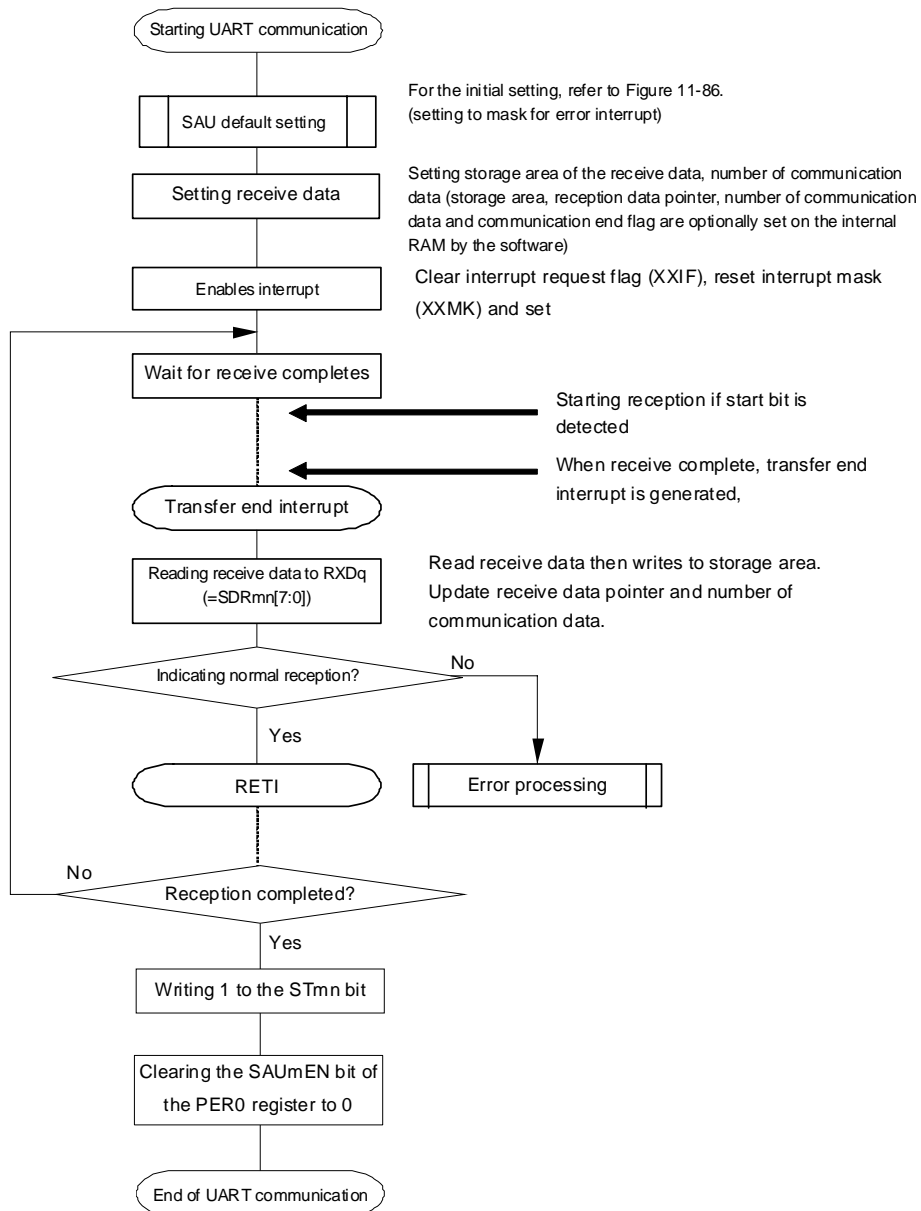 Starting UART communication
For the initial setting, refer to Figure 11-86.
(setting to mask for error interrupt)
SAU default setting
Setting storage area of the receive data, number of communication
data (storage area, reception data pointer, number of communication
data and communication end flag are optionally set on the internal
RAM by the software)
Setting receive data
Clear interrupt request flag (XXIF), reset interrupt mask
(XXMK) and set
Enables interrupt
Wait for receive completes
Starting reception if start bit is
detected
When receive complete, transfer end
interrupt is generated,
Transfer end interrupt
Reading receive data to RXDq
(=SDRmn[7:0])
Read receive data then writes to storage area.
Update receive data pointer and number of
communication data.
Indicating normal reception?
No
Yes
RETI
Error processing
No
Reception completed?
Yes
Writing 1 to the STmn bit
Clearing the SAUmEN bit of
the PER0 register to 0
End of UART communication